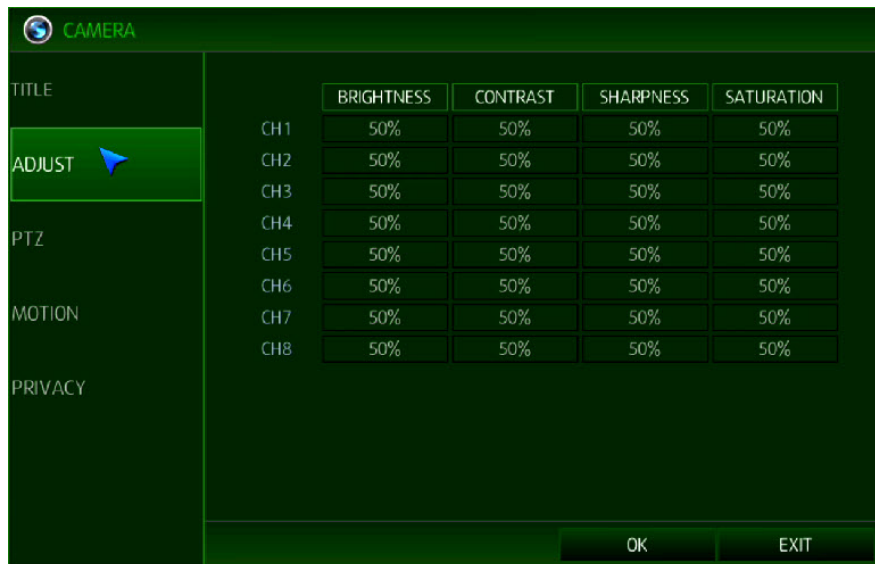 CAMERA
TITLE
ADJUST
PTZ
MOTION
PRIVACY
BRIGHTNESS CONTRAST SHARPNESS SATURATION
CH1 50% 50% 50% 50%
CH2 50% 50% 50% 50%
CH3 50% 50% 50% 50%
CH4 50% 50% 50% 50%
CH5 50% 50% 50% 50%
CH6 50% 50% 50% 50%
CH7 50% 50% 50% 50%
CH8 50% 50% 50% 50%
OK EXIT